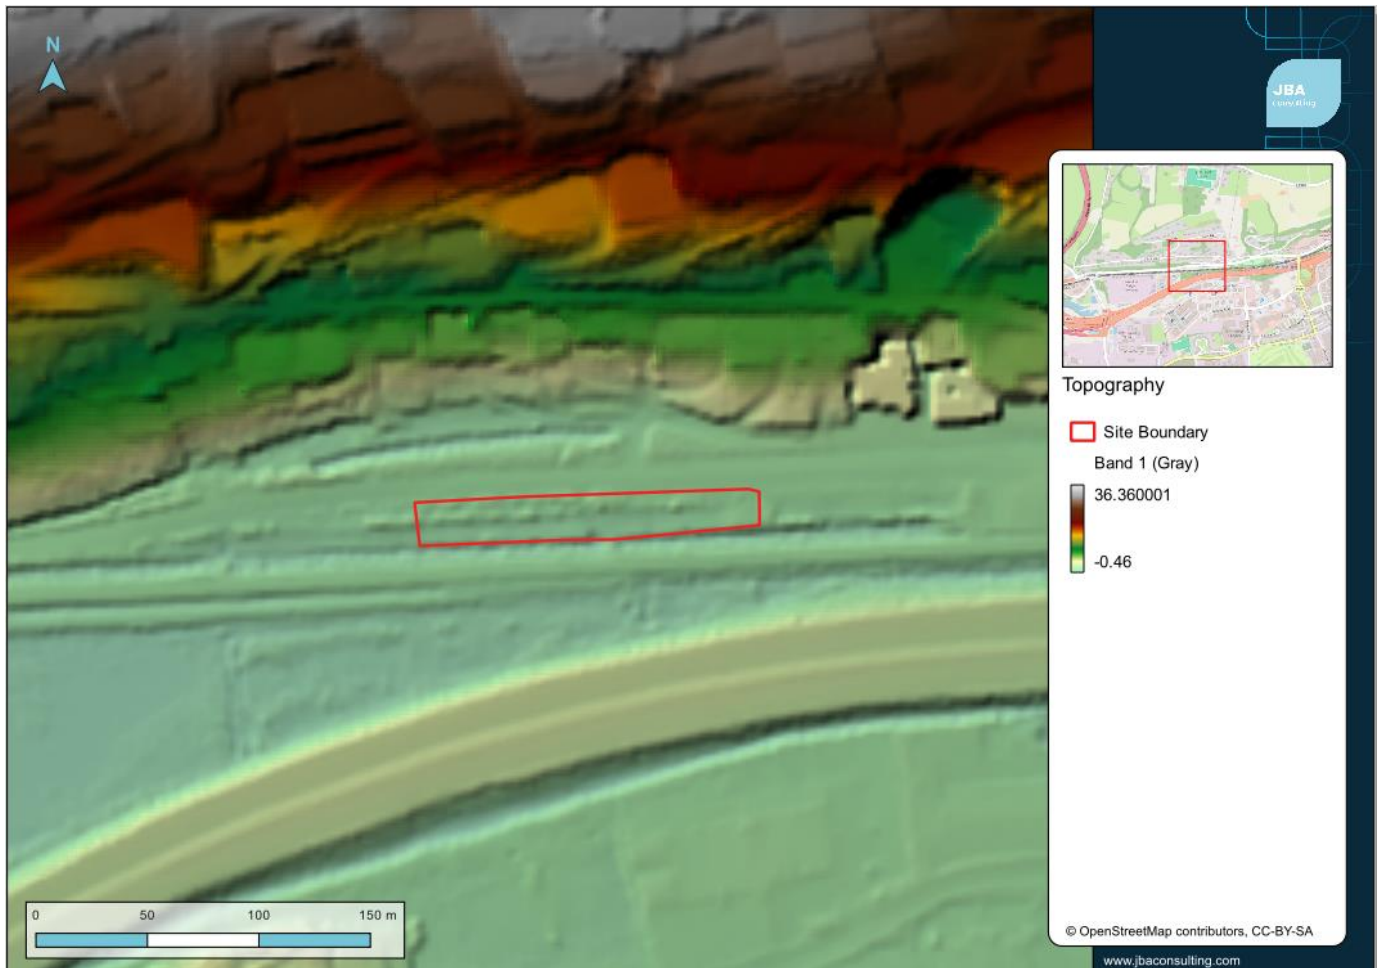 N
JBA
consulting
Topography
Site Boundary
Band 1 (Gray)
36.360001
-0.46
0 50 100 150 m
© OpenStreetMap contributors, CC-BY-SA
www.jbaconsulting.com